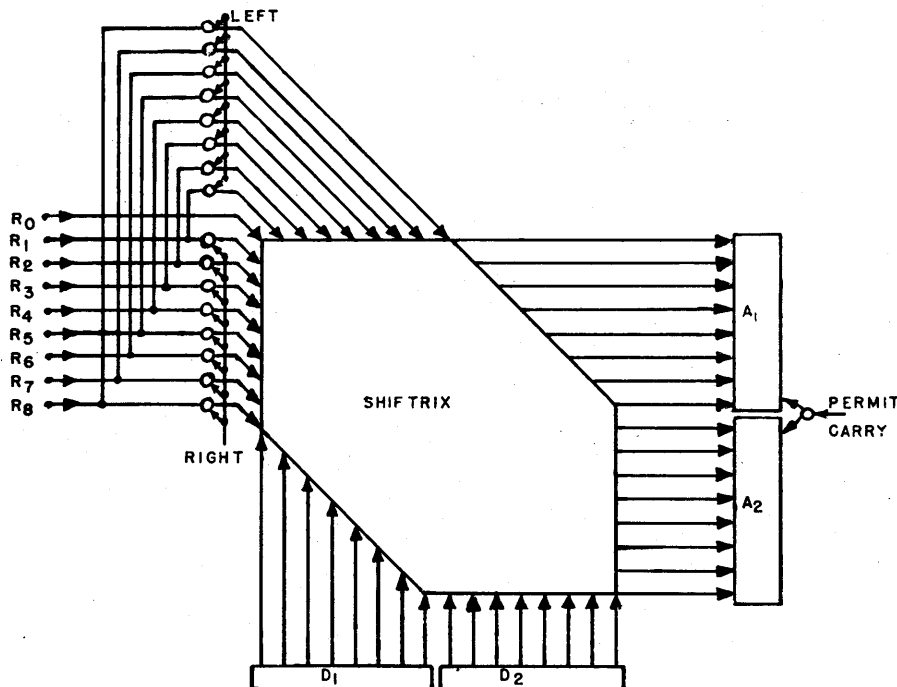 LEFT
R0
R1
R2
R3
R4
R5
R6
R7
R8
RIGHT
SHIFTRIX
A1
PERMIT
CARRY
A2
D1
D2